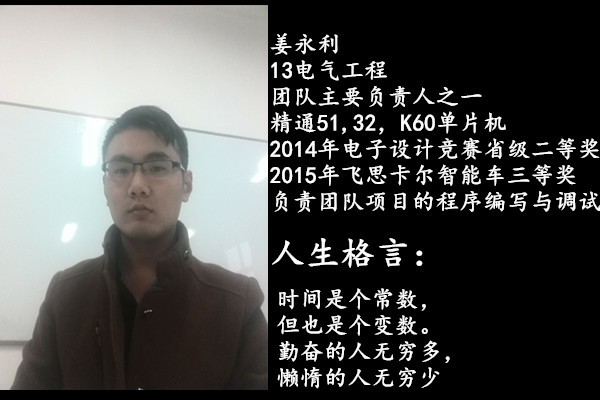 姜永利
13电气工程
团队主要负责人之一
精通51,32, K60单片机
2014年电子设计竞赛省级二等奖
2015年飞思卡尔智能车三等奖
负责团队项目的程序编写与调试
人生格言：
时间是个常数，
但也是个变数。
勤奋的人无穷多，
懒惰的人无穷少